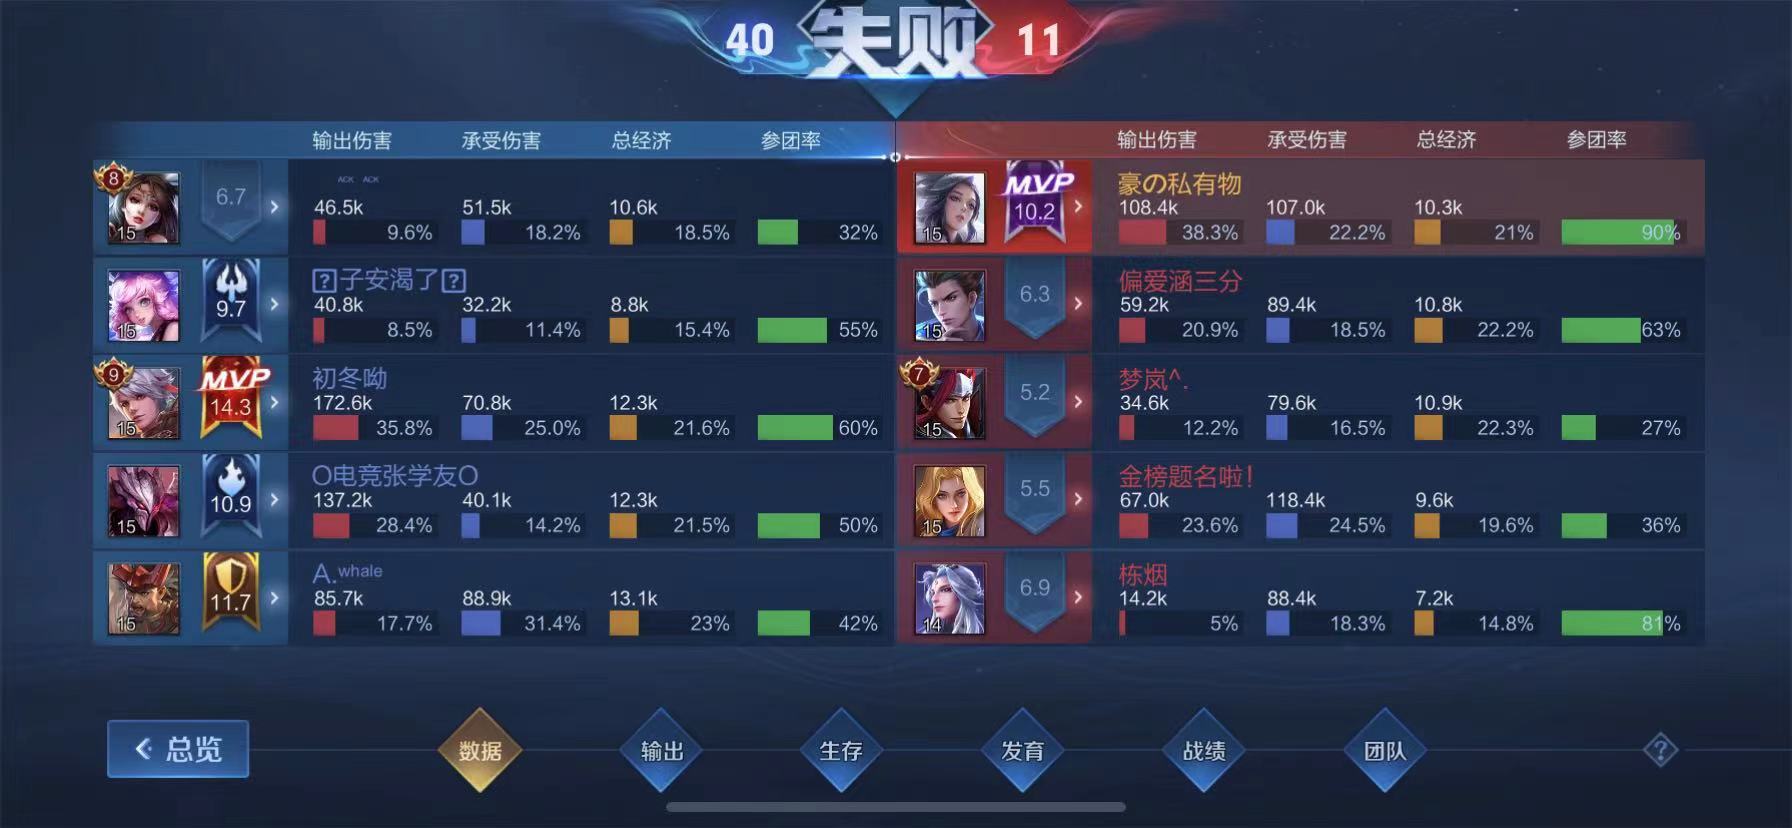 40 失败 11
输出伤害 承受伤害 总经济 参团率
输出伤害 承受伤害 总经济 参团率
8 15 6.7
ACK ACK
46.5k 51.5k 10.6k
9.6% 18.2% 18.5% 32%
15 MVP 10.2
豪の私有物
108.4k 107.0k 10.3k
38.3% 22.2% 21% 90%
15 9.7
?子安渴了?
40.8k 32.2k 8.8k
8.5% 11.4% 15.4% 55%
15 6.3
偏爱涵三分
59.2k 89.4k 10.8k
20.9% 18.5% 22.2% 63%
9 15 MVP 14.3
初冬呦
172.6k 70.8k 12.3k
35.8% 25.0% 21.6% 60%
7 15 5.2
梦岚^.
34.6k 79.6k 10.9k
12.2% 16.5% 22.3% 27%
15 10.9
O电竞张学友O
137.2k 40.1k 12.3k
28.4% 14.2% 21.5% 50%
15 5.5
金榜题名啦!
67.0k 118.4k 9.6k
23.6% 24.5% 19.6% 36%
15 11.7
A.whale
85.7k 88.9k 13.1k
17.7% 31.4% 23% 42%
14 6.9
栋烟
14.2k 88.4k 7.2k
5% 18.3% 14.8% 81%
总览 数据 输出 生存 发育 战绩 团队 ?